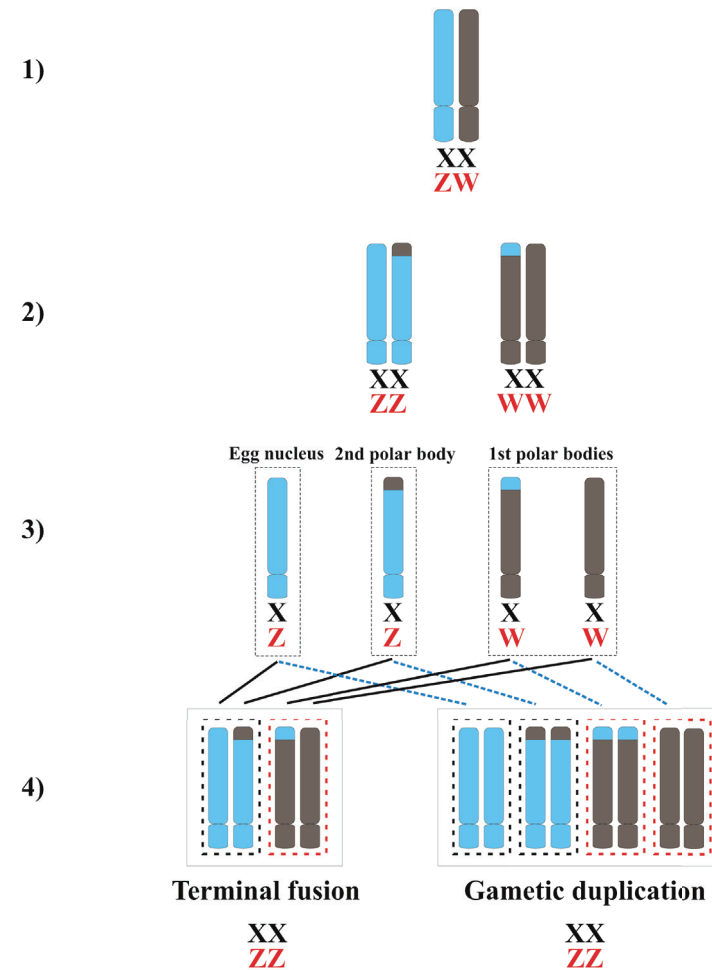 1)
XX
ZW
2)
XX XX
ZZ WW
Egg nucleus 2nd polar body 1st polar bodies
3)
X X X X
Z Z W W
4)
Terminal fusion Gametic duplication
XX XX
ZZ ZZ